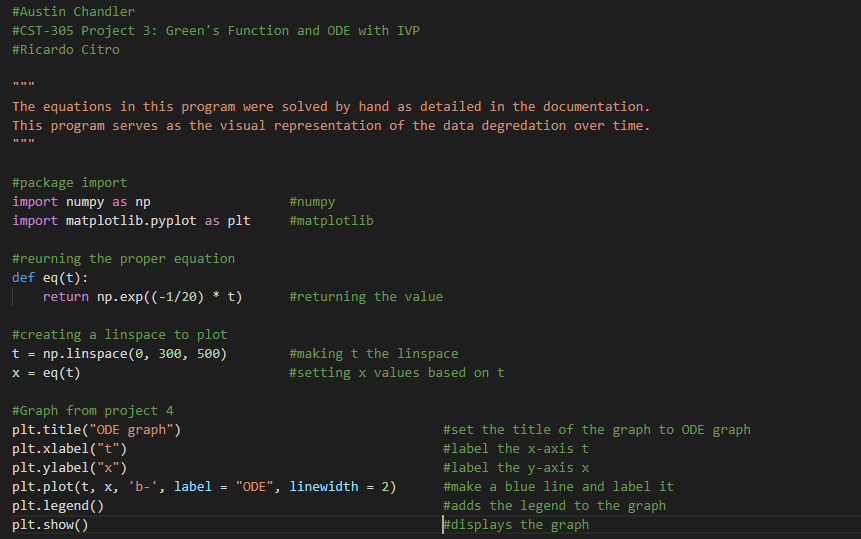 #Austin Chandler
#CST-305 Project 3: Green's Function and ODE with IVP
#Ricardo Citro
"""
The equations in this program were solved by hand as detailed in the documentation.
This program serves as the visual representation of the data degredation over time.
"""
#package import
import numpy as np                  #numpy
import matplotlib.pyplot as plt     #matplotlib
#reurning the proper equation
def eq(t):
    return np.exp((-1/20) * t)      #returning the value
#creating a linspace to plot
t = np.linspace(0, 300, 500)        #making t the linspace
x = eq(t)                           #setting x values based on t
#Graph from project 4
plt.title("ODE graph")                                  #set the title of the graph to ODE graph
plt.xlabel("t")                                         #label the x-axis t
plt.ylabel("x")                                         #label the y-axis x
plt.plot(t, x, 'b-', label = "ODE", linewidth = 2)      #make a blue line and label it
plt.legend()                                            #adds the legend to the graph
plt.show()                                              #displays the graph